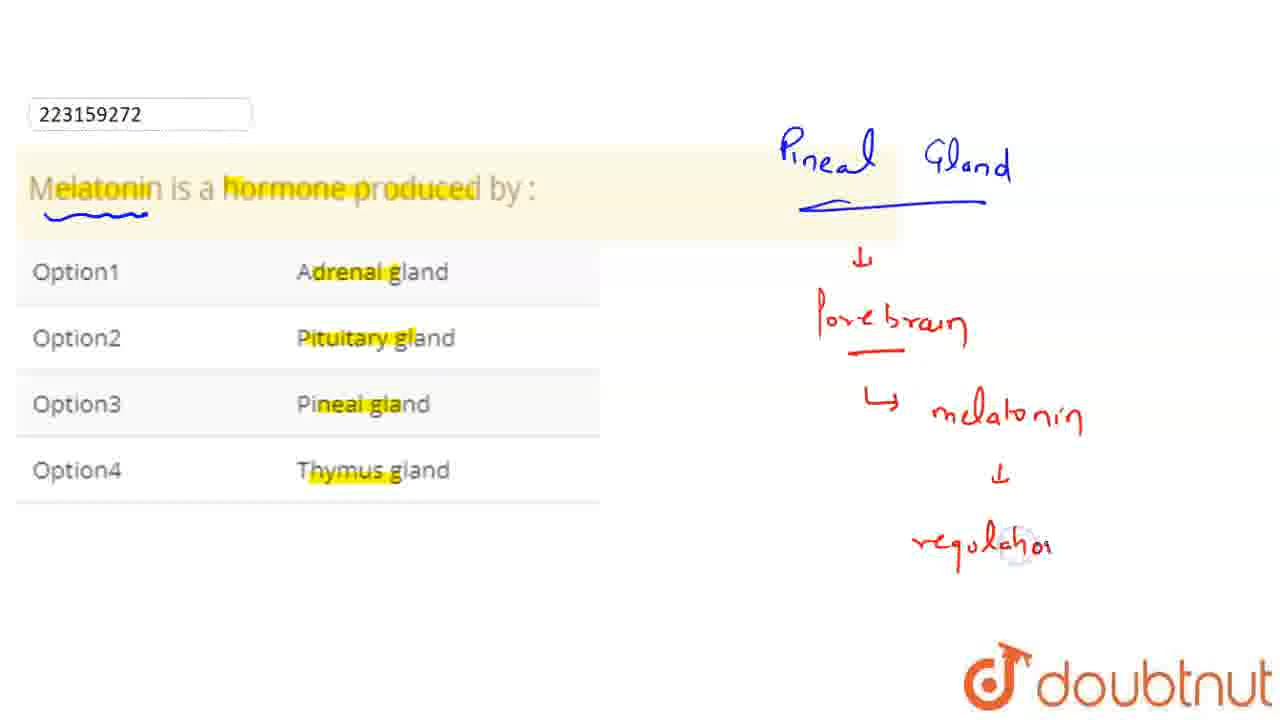 223159272
Melatonin is a hormone produced by :
Option1 Adrenal gland
Option2 Pituitary gland
Option3 Pineal gland
Option4 Thymus gland
Pineal Gland
↓
forebrain
↳ melatonin
↓
regulation
doubtnut